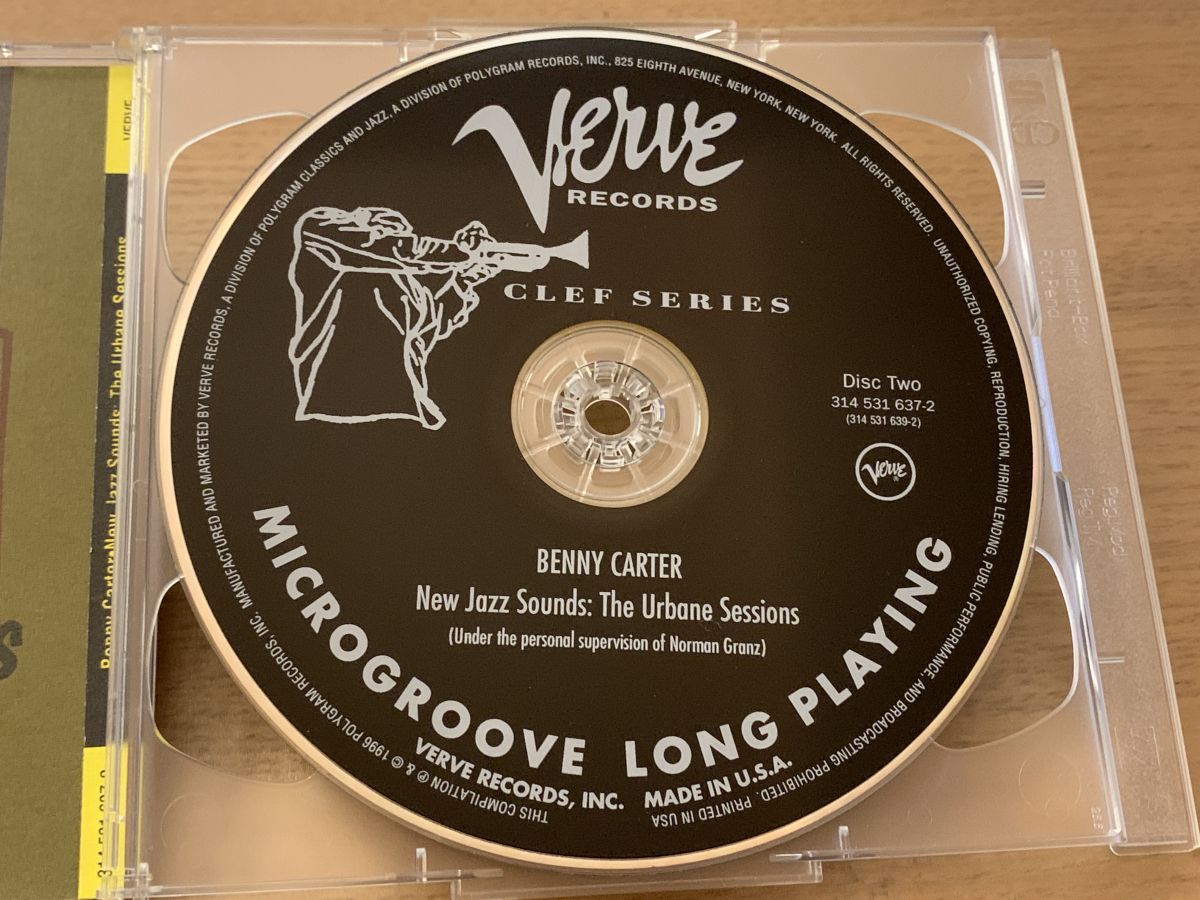 VERVE
RECORDS
CLEF SERIES
Disc Two
314 531 637-2
(314 531 639-2)
VERVE
BENNY CARTER
New Jazz Sounds: The Urbane Sessions
(Under the personal supervision of Norman Granz)
MICROGROOVE LONG PLAYING
VERVE RECORDS, INC. MADE IN U.S.A.
THIS COMPILATION ℗ & © 1996 POLYGRAM RECORDS, INC. MANUFACTURED AND MARKETED BY VERVE RECORDS, A DIVISION OF POLYGRAM CLASSICS AND JAZZ, A DIVISION OF POLYGRAM RECORDS, INC., 825 EIGHTH AVENUE, NEW YORK, NEW YORK. ALL RIGHTS RESERVED. UNAUTHORIZED COPYING, REPRODUCTION, HIRING LENDING, PUBLIC PERFORMANCE, AND BROADCASTING PROHIBITED. PRINTED IN USA
VERVE
Benny Carter New Jazz Sounds: The Urbane Sessions